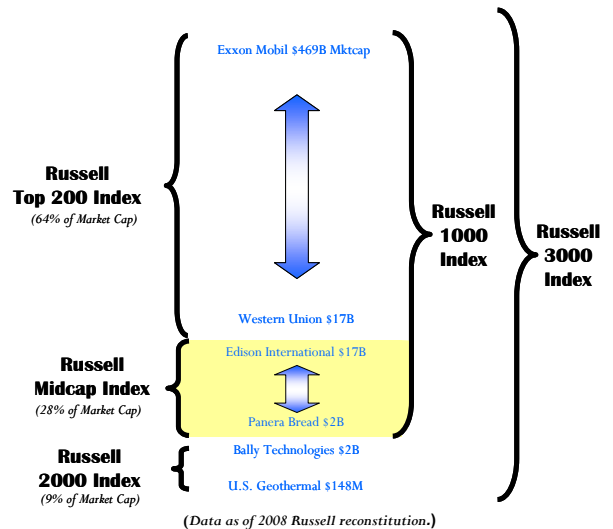 Exxon Mobil $469B Mktcap
Russell
Top 200 Index
(64% of Market Cap)
Russell
1000
Index
Russell
3000
Index
Western Union $17B
Edison International $17B
Russell
Midcap Index
(28% of Market Cap)
Panera Bread $2B
Bally Technologies $2B
Russell
2000 Index
(9% of Market Cap)
U.S. Geothermal $148M
(Data as of 2008 Russell reconstitution.)